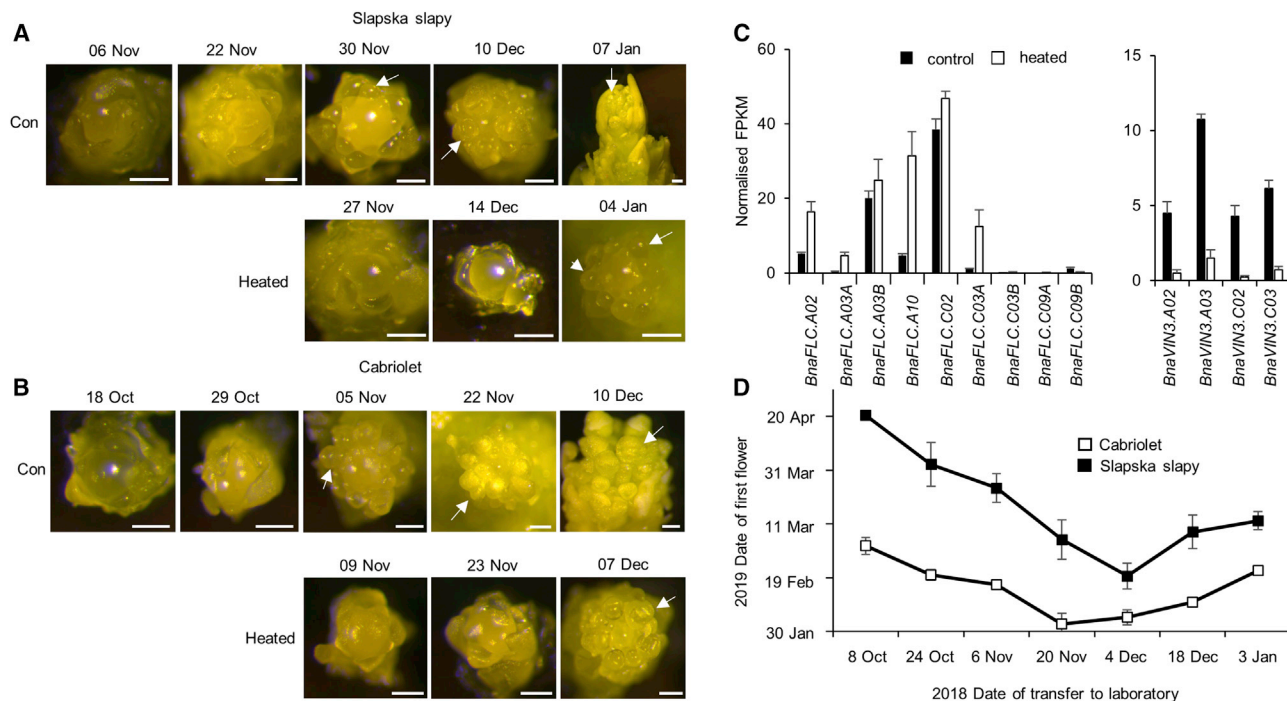 A
Slapska slapy
06 Nov 22 Nov 30 Nov 10 Dec 07 Jan
Con
27 Nov 14 Dec 04 Jan
Heated
B
Cabriolet
18 Oct 29 Oct 05 Nov 22 Nov 10 Dec
Con
09 Nov 23 Nov 07 Dec
Heated
C
control heated
Normalised FPKM
60
40
20
0
BnaFLC.A02
BnaFLC.A03A
BnaFLC.A03B
BnaFLC.A10
BnaFLC.C02
BnaFLC.C03A
BnaFLC.C03B
BnaFLC.C09A
BnaFLC.C09B
15
10
5
0
BnaVIN3.A02
BnaVIN3.A03
BnaVIN3.C02
BnaVIN3.C03
D
2019 Date of first flower
20 Apr
31 Mar
11 Mar
19 Feb
30 Jan
Cabriolet
Slapska slapy
8 Oct 24 Oct 6 Nov 20 Nov 4 Dec 18 Dec 3 Jan
2018 Date of transfer to laboratory